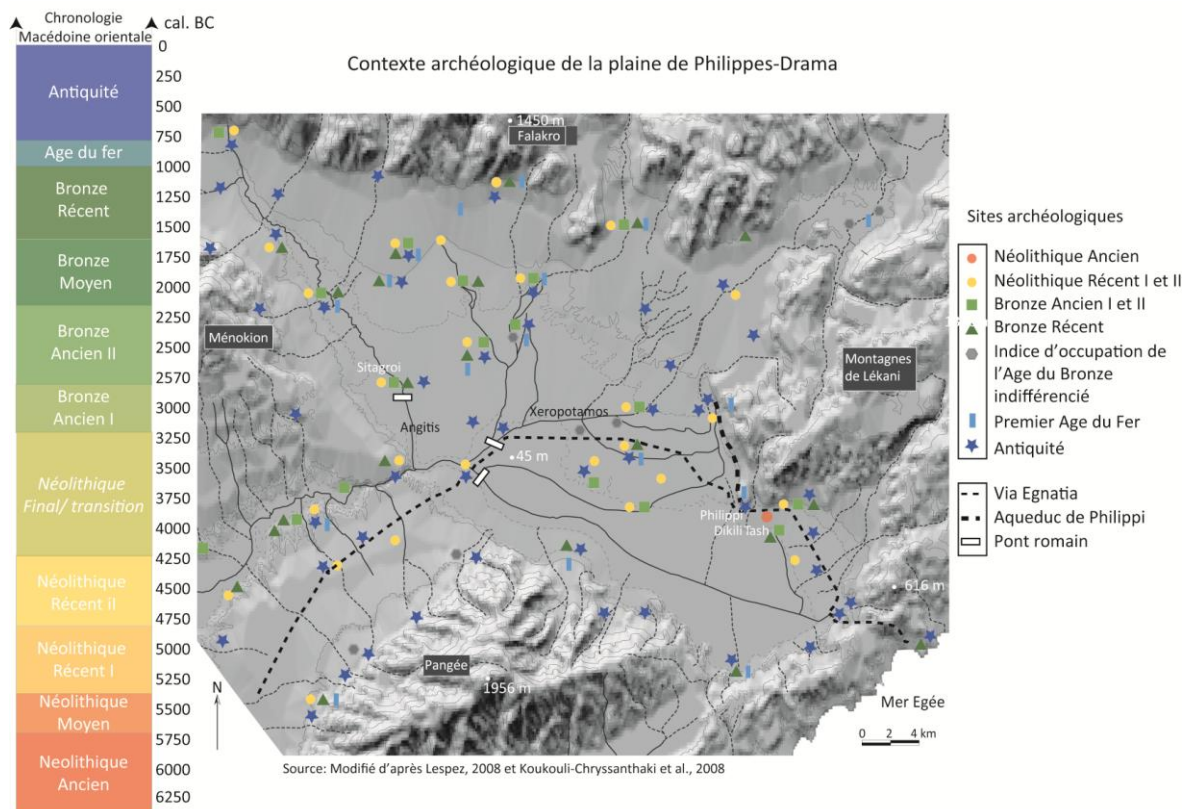 Chronologie
Macédoine orientale
cal. BC
0
250
500
750
1000
1250
1500
1750
2000
2250
2500
2570
3000
3250
3500
3750
4000
4250
4500
4750
5000
5250
5500
5750
6000
6250
Antiquité
Age du fer
Bronze
Récent
Bronze
Moyen
Bronze
Ancien II
Bronze
Ancien I
Néolithique
Final/ transition
Néolithique
Récent iI
Néolithique
Récent I
Néolithique
Moyen
Neolithique
Ancien
Contexte archéologique de la plaine de Philippes-Drama
1450 m
Falakro
Ménokion
Sitagroi
Angitis
Xeropotamos
45 m
Montagnes
de Lékani
Philippi
Dikili Tash
616 m
Pangée
1956 m
Mer Egée
N
0 2 4 km
Source: Modifié d'après Lespez, 2008 et Koukouli-Chryssanthaki et al., 2008
Sites archéologiques
Néolithique Ancien
Néolithique Récent I et II
Bronze Ancien I et II
Bronze Récent
Indice d'occupation de
l'Age du Bronze
indifférencié
Premier Age du Fer
Antiquité
Via Egnatia
Aqueduc de Philippi
Pont romain